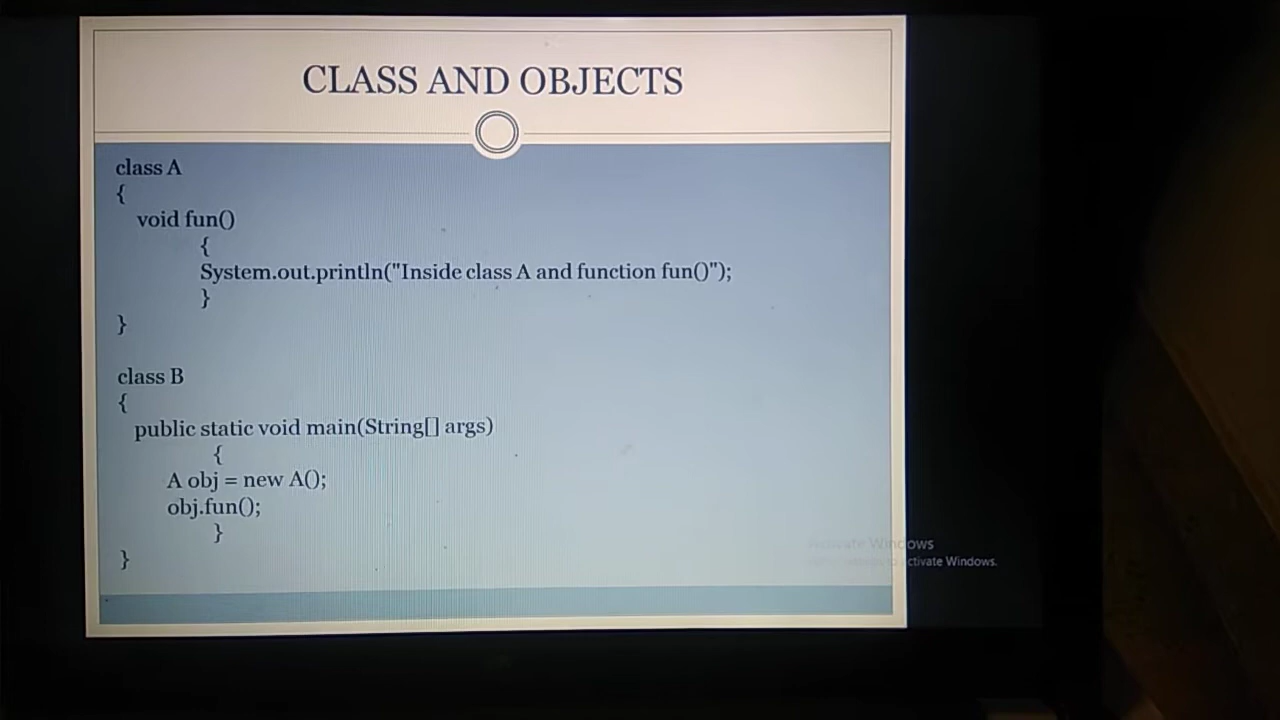 CLASS AND OBJECTS
class A
{
void fun()
{
System.out.println("Inside class A and function fun()");
}
}
class B
{
public static void main(String[] args)
{
A obj = new A();
obj.fun();
}
}
Activate Windows
ctivate Windows.